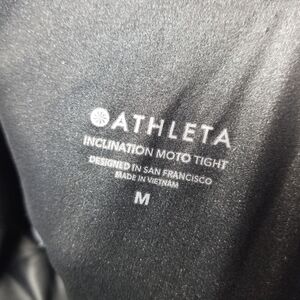 ATHLETA
INCLINATION MOTO TIGHT
DESIGNED IN SAN FRANCISCO
MADE IN VIETNAM
M